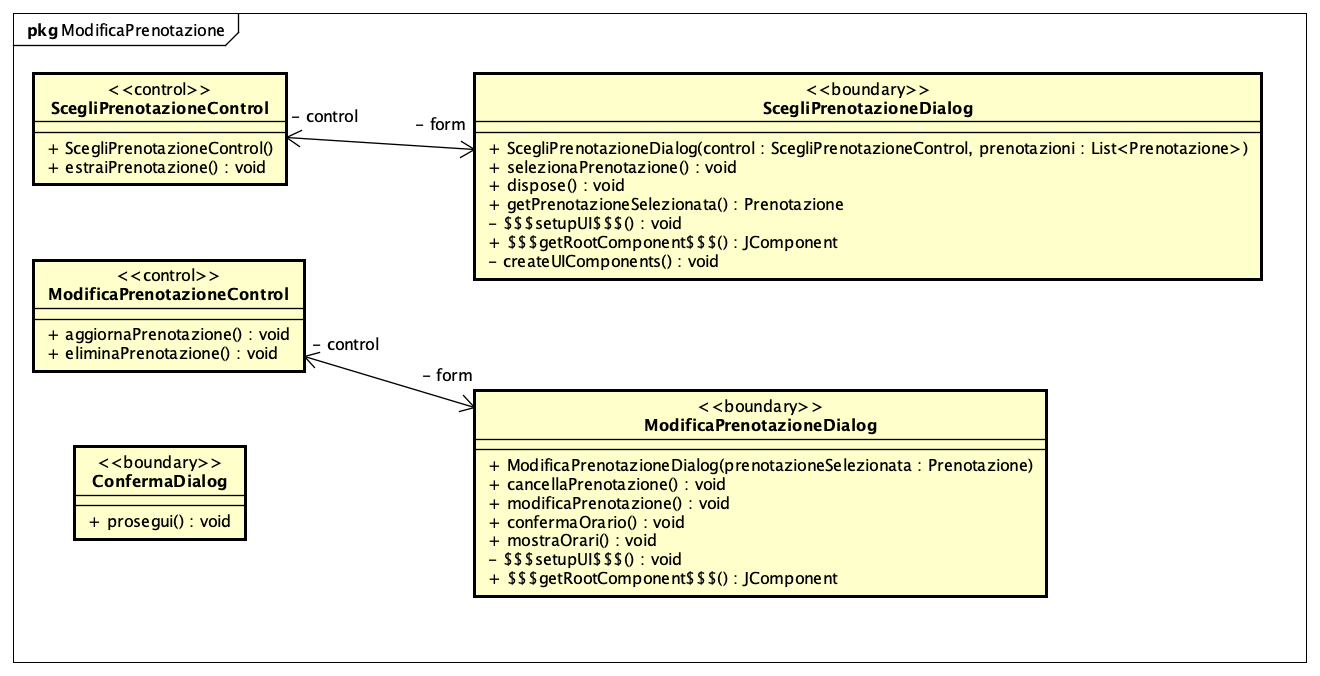 pkg ModificaPrenotazione
<<control>>
ScegliPrenotazioneControl
+ ScegliPrenotazioneControl()
+ estraiPrenotazione() : void
- control
- form
<<boundary>>
ScegliPrenotazioneDialog
+ ScegliPrenotazioneDialog(control : ScegliPrenotazioneControl, prenotazioni : List<Prenotazione>)
+ selezionaPrenotazione() : void
+ dispose() : void
+ getPrenotazioneSelezionata() : Prenotazione
- $$$setupUI$$$() : void
+ $$$getRootComponent$$$() : JComponent
- createUIComponents() : void
<<control>>
ModificaPrenotazioneControl
+ aggiornaPrenotazione() : void
+ eliminaPrenotazione() : void
- control
- form
<<boundary>>
ModificaPrenotazioneDialog
+ ModificaPrenotazioneDialog(prenotazioneSelezionata : Prenotazione)
+ cancellaPrenotazione() : void
+ modificaPrenotazione() : void
+ confermaOrario() : void
+ mostraOrari() : void
- $$$setupUI$$$() : void
+ $$$getRootComponent$$$() : JComponent
<<boundary>>
ConfermaDialog
+ prosegui() : void